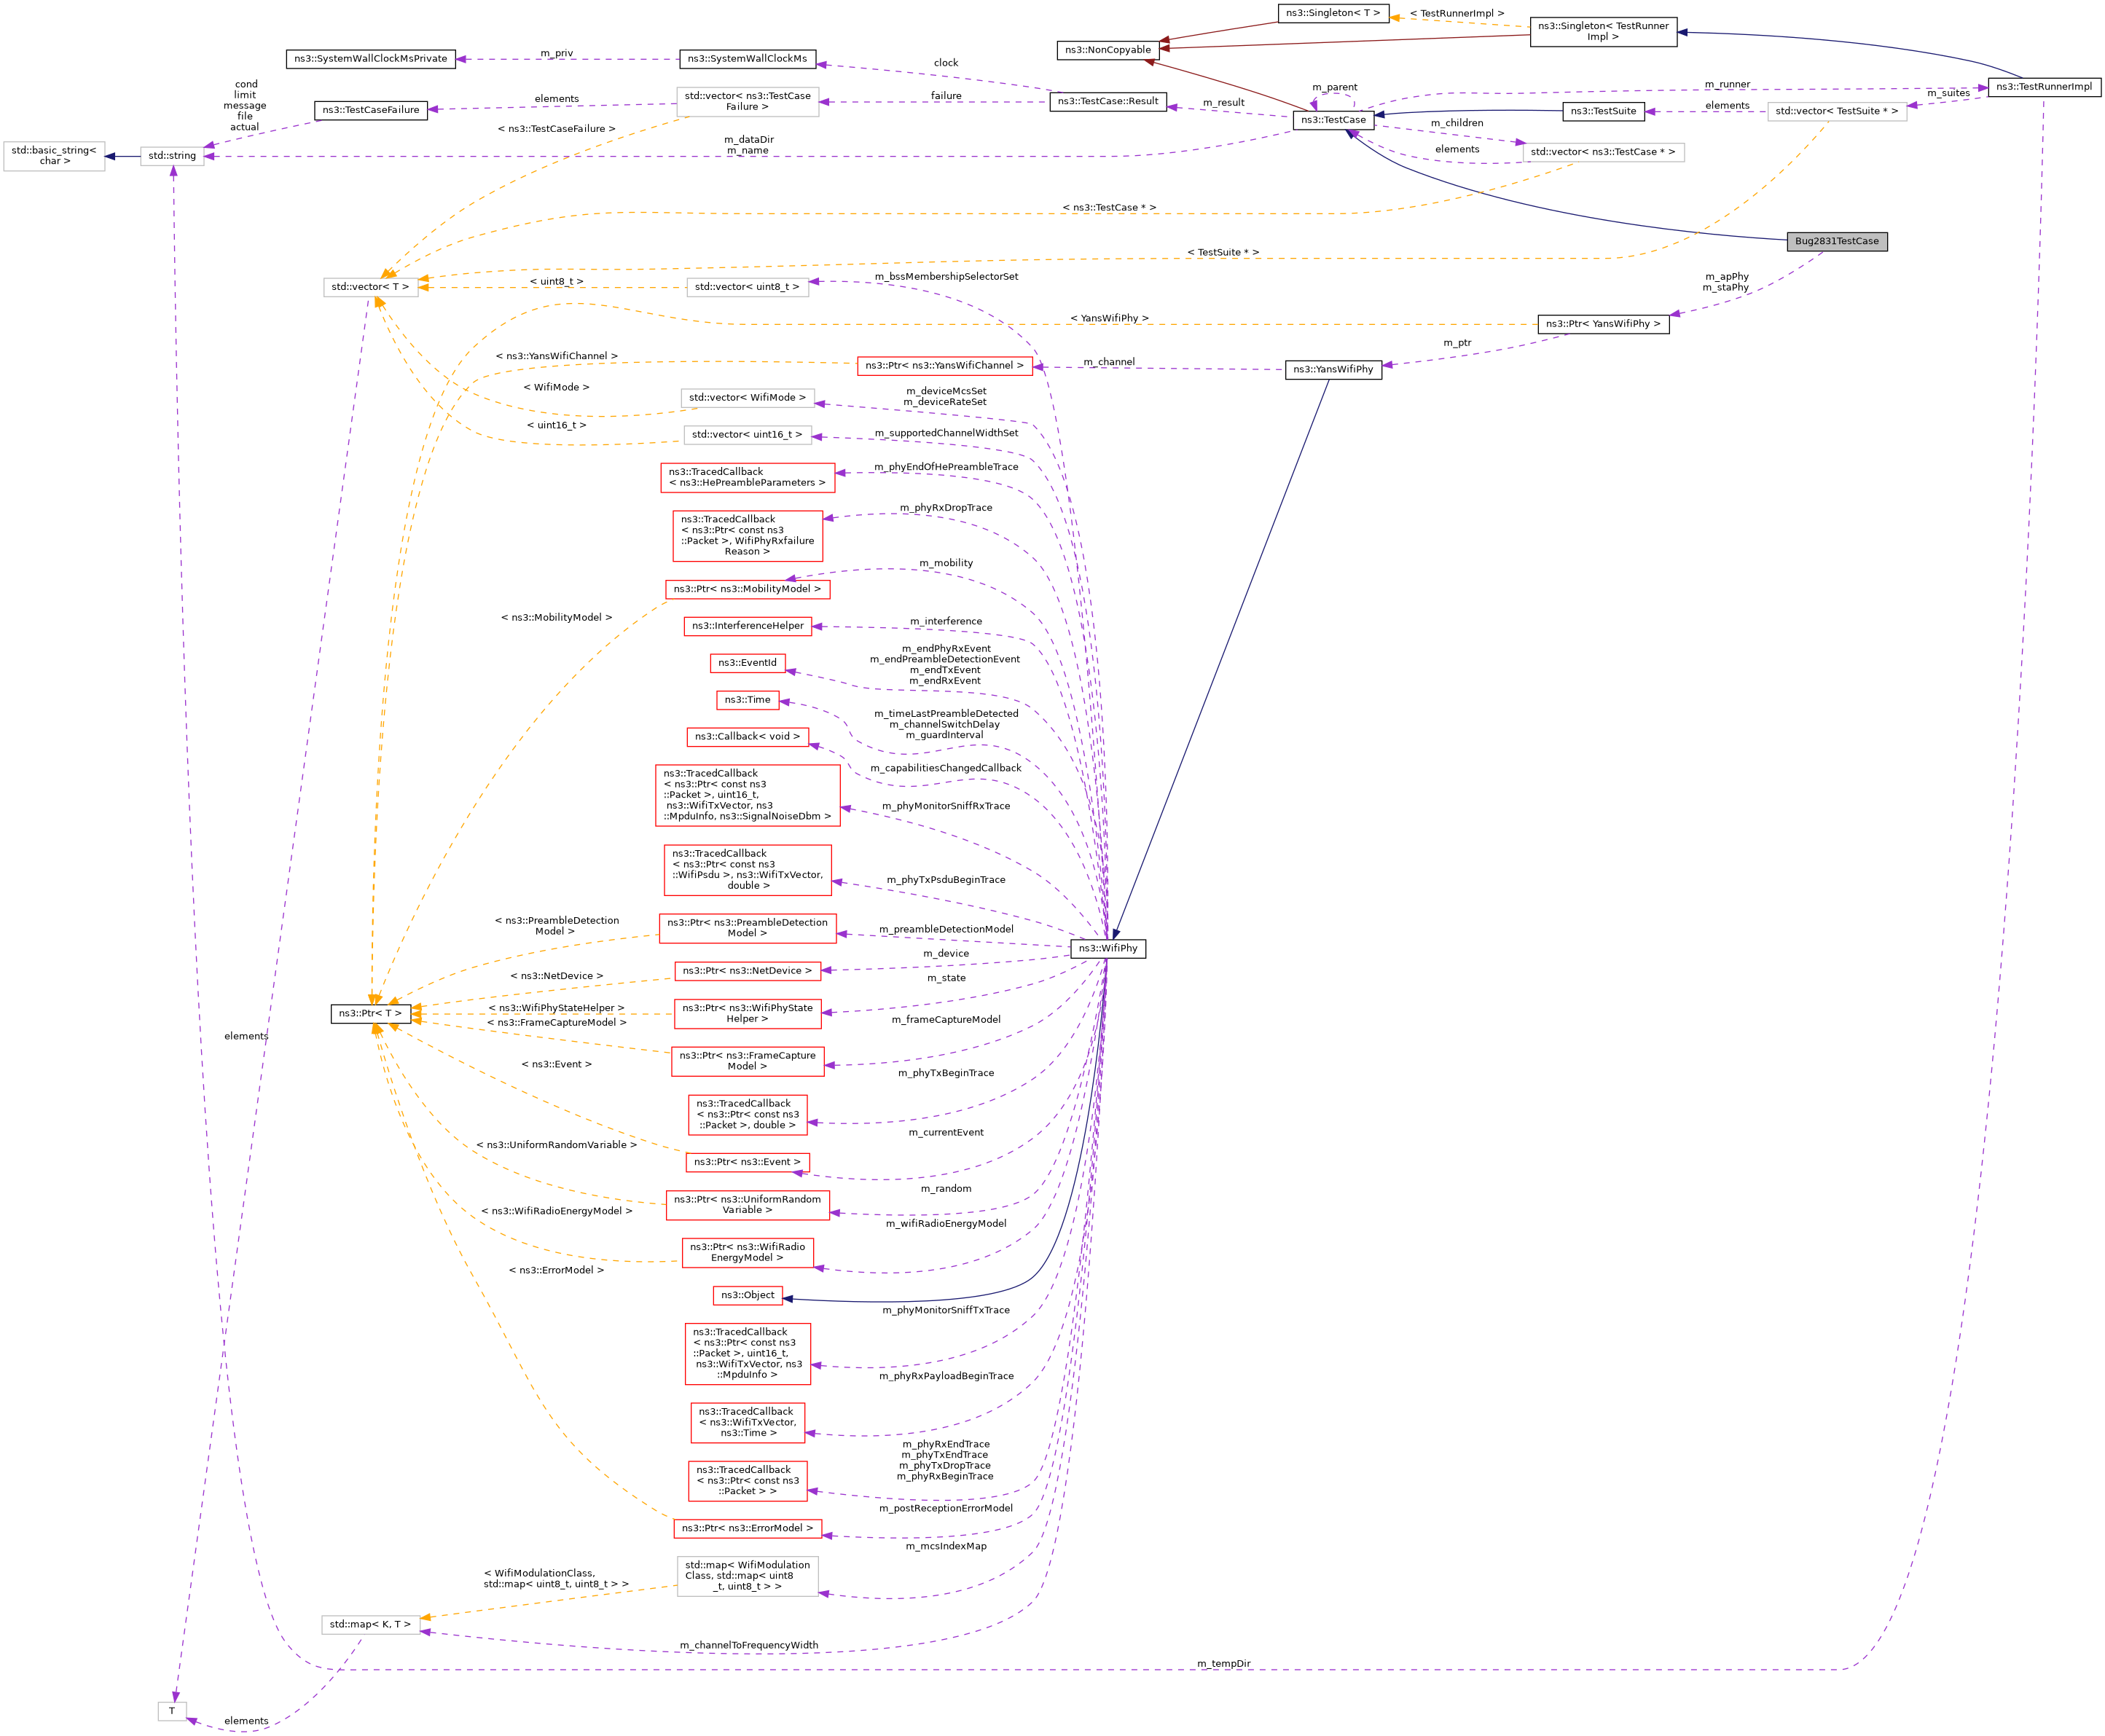 ns3::Singleton< T >
< TestRunnerImpl >
ns3::Singleton< TestRunner
Impl >
ns3::NonCopyable
ns3::SystemWallClockMsPrivate
m_priv
ns3::SystemWallClockMs
clock
m_parent
m_runner
ns3::TestRunnerImpl
cond
limit
message
file
actual
ns3::TestCaseFailure
elements
std::vector< ns3::TestCase
Failure >
failure
ns3::TestCase::Result
m_result
ns3::TestCase
ns3::TestSuite
elements
std::vector< TestSuite * >
m_suites
m_children
elements
std::vector< ns3::TestCase * >
< ns3::TestCaseFailure >
m_dataDir
m_name
std::basic_string<
char >
std::string
< ns3::TestCase * >
Bug2831TestCase
< TestSuite * >
m_apPhy
m_staPhy
std::vector< T >
< uint8_t >
std::vector< uint8_t >
m_bssMembershipSelectorSet
< YansWifiPhy >
ns3::Ptr< YansWifiPhy >
m_ptr
< ns3::YansWifiChannel >
ns3::Ptr< ns3::YansWifiChannel >
m_channel
ns3::YansWifiPhy
< WifiMode >
std::vector< WifiMode >
m_deviceMcsSet
m_deviceRateSet
< uint16_t >
std::vector< uint16_t >
m_supportedChannelWidthSet
ns3::TracedCallback
< ns3::HePreambleParameters >
m_phyEndOfHePreambleTrace
ns3::TracedCallback
< ns3::Ptr< const ns3
::Packet >, WifiPhyRxfailure
Reason >
m_phyRxDropTrace
m_mobility
ns3::Ptr< ns3::MobilityModel >
< ns3::MobilityModel >
ns3::InterferenceHelper
m_interference
ns3::EventId
m_endPhyRxEvent
m_endPreambleDetectionEvent
m_endTxEvent
m_endRxEvent
ns3::Time
m_timeLastPreambleDetected
m_channelSwitchDelay
m_guardInterval
ns3::Callback< void >
m_capabilitiesChangedCallback
ns3::TracedCallback
< ns3::Ptr< const ns3
::Packet >, uint16_t,
ns3::WifiTxVector, ns3
::MpduInfo, ns3::SignalNoiseDbm >
m_phyMonitorSniffRxTrace
ns3::TracedCallback
< ns3::Ptr< const ns3
::WifiPsdu >, ns3::WifiTxVector,
double >
m_phyTxPsduBeginTrace
< ns3::PreambleDetection
Model >
ns3::Ptr< ns3::PreambleDetection
Model >
m_preambleDetectionModel
ns3::WifiPhy
< ns3::NetDevice >
ns3::Ptr< ns3::NetDevice >
m_device
m_state
ns3::Ptr< T >
< ns3::WifiPhyStateHelper >
ns3::Ptr< ns3::WifiPhyState
Helper >
< ns3::FrameCaptureModel >
m_frameCaptureModel
ns3::Ptr< ns3::FrameCapture
Model >
elements
< ns3::Event >
m_phyTxBeginTrace
ns3::TracedCallback
< ns3::Ptr< const ns3
::Packet >, double >
m_currentEvent
< ns3::UniformRandomVariable >
ns3::Ptr< ns3::Event >
m_random
ns3::Ptr< ns3::UniformRandom
Variable >
< ns3::WifiRadioEnergyModel >
m_wifiRadioEnergyModel
ns3::Ptr< ns3::WifiRadio
EnergyModel >
< ns3::ErrorModel >
ns3::Object
m_phyMonitorSniffTxTrace
ns3::TracedCallback
< ns3::Ptr< const ns3
::Packet >, uint16_t,
ns3::WifiTxVector, ns3
::MpduInfo >
m_phyRxPayloadBeginTrace
ns3::TracedCallback
< ns3::WifiTxVector,
ns3::Time >
m_phyRxEndTrace
m_phyTxEndTrace
m_phyTxDropTrace
m_phyRxBeginTrace
ns3::TracedCallback
< ns3::Ptr< const ns3
::Packet > >
m_postReceptionErrorModel
ns3::Ptr< ns3::ErrorModel >
m_mcsIndexMap
std::map< WifiModulation
Class, std::map< uint8
_t, uint8_t > >
< WifiModulationClass,
std::map< uint8_t, uint8_t > >
std::map< K, T >
m_channelToFrequencyWidth
m_tempDir
T
elements